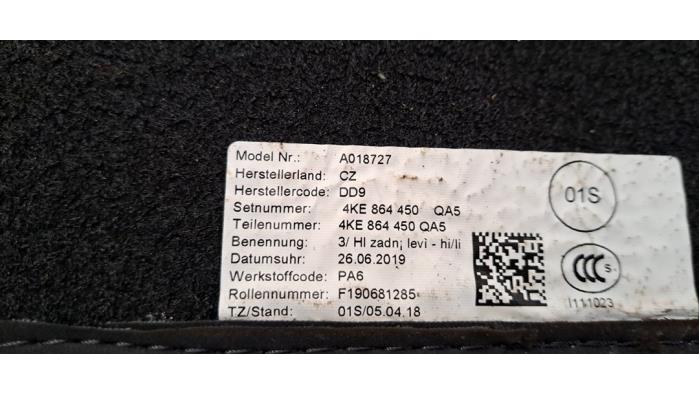 Model Nr.: A018727
Herstellerland: CZ
Herstellercode: DD9
Setnummer: 4KE 864 450 QA5
Teilenummer: 4KE 864 450 QA5
Benennung: 3/ Hl zadn¡ levì - hi/li
Datumsuhr: 26.06.2019
Werkstoffcode: PA6
Rollennummer: F190681285
TZ/Stand: 01S/05.04.18
01S
CCC S
I111023